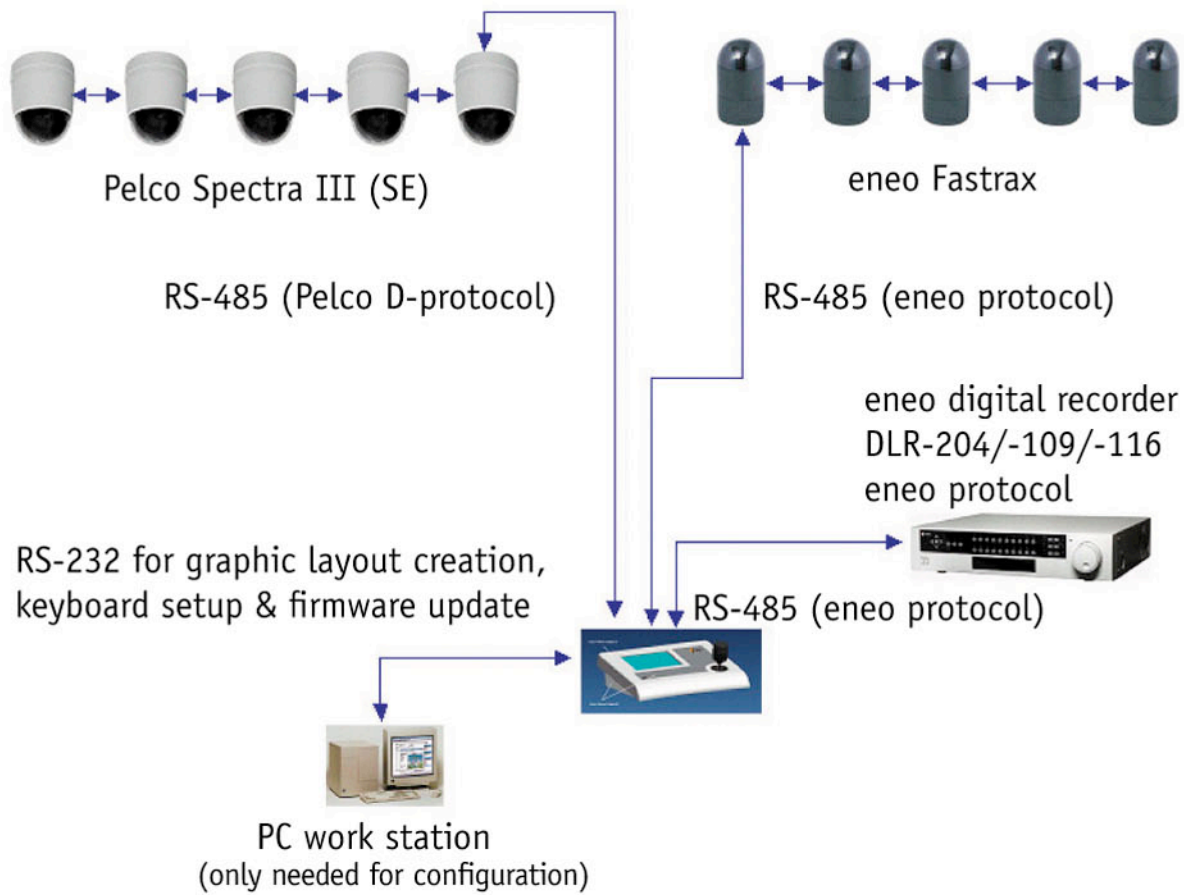 Pelco Spectra III (SE)
eneo Fastrax
RS-485 (Pelco D-protocol)
RS-485 (eneo protocol)
eneo digital recorder
DLR-204/-109/-116
eneo protocol
RS-232 for graphic layout creation,
keyboard setup & firmware update
RS-485 (eneo protocol)
PC work station
(only needed for configuration)